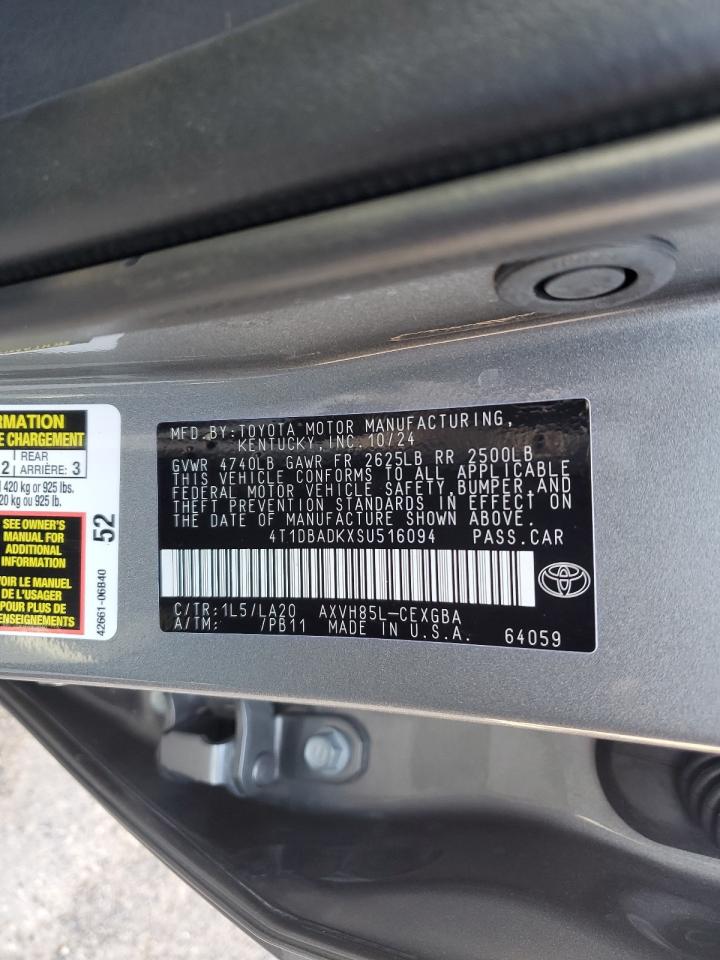 RMATION
E CHARGEMENT
1 REAR
2 ARRIÈRE: 3
420 kg or 925 lbs.
20 kg ou 925 lb.
SEE OWNER'S
MANUAL FOR
ADDITIONAL
INFORMATION
VOIR LE MANUEL
DE L'USAGER
ENSEIGNEMENTS
52
42661-06B40
MFD.BY:TOYOTA MOTOR MANUFACTURING,
KENTUCKY, INC. 10/24
GVWR 4740LB GAWR FR 2625LB RR 2500LB
THIS VEHICLE CONFORMS TO ALL APPLICABLE
FEDERAL MOTOR VEHICLE SAFETY, BUMPER, AND
THEFT PREVENTION STANDARDS IN EFFECT ON
THE DATE OF MANUFACTURE SHOWN ABOVE.
4T1DBADKXSU516094 PASS.CAR
C/TR:1L5/LA20 AXVH85L-CEXGBA
A/TM: /PB11 MADE IN U.S.A. 64059